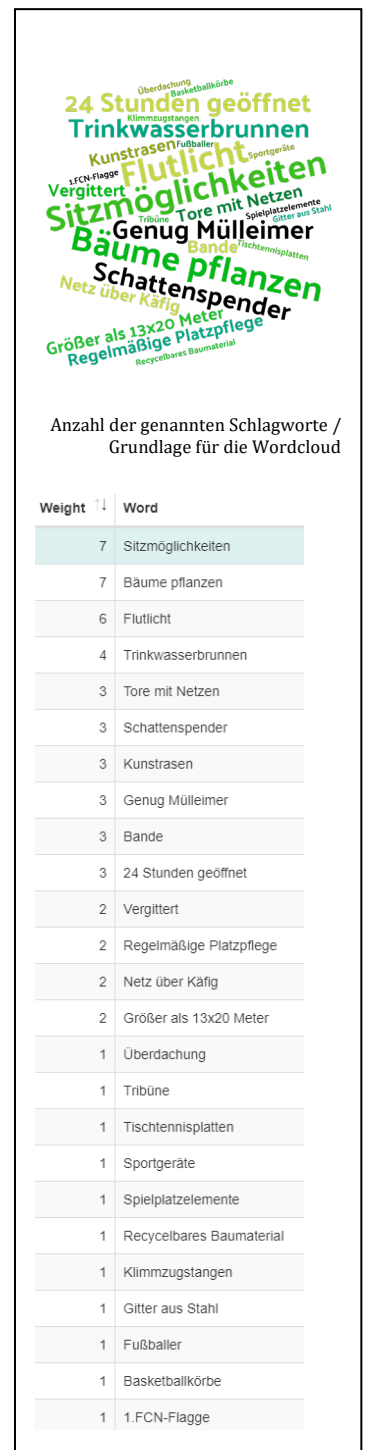 Überdachung
Basketballkörbe
24 Stunden geöffnet
Klimmzugstangen
Trinkwasserbrunnen
Kunstrasen
Fußballer
Flutlicht
Sportgeräte
1.FCN-Flagge
Vergittert
Sitzmöglichkeiten
Tore mit Netzen
Spielplatzelemente
Gitter aus Stahl
Tribüne
Genug Mülleimer
Bäume pflanzen
Bande
Tischtennisplatten
Schattenspender
Netz über Käfig
Größer als 13x20 Meter
Regelmäßige Platzpflege
Recycelbares Baumaterial
Anzahl der genannten Schlagworte /
Grundlage für die Wordcloud
Weight ↑↓ Word
7 Sitzmöglichkeiten
7 Bäume pflanzen
6 Flutlicht
4 Trinkwasserbrunnen
3 Tore mit Netzen
3 Schattenspender
3 Kunstrasen
3 Genug Mülleimer
3 Bande
3 24 Stunden geöffnet
2 Vergittert
2 Regelmäßige Platzpflege
2 Netz über Käfig
2 Größer als 13x20 Meter
1 Überdachung
1 Tribüne
1 Tischtennisplatten
1 Sportgeräte
1 Spielplatzelemente
1 Recycelbares Baumaterial
1 Klimmzugstangen
1 Gitter aus Stahl
1 Fußballer
1 Basketballkörbe
1 1.FCN-Flagge